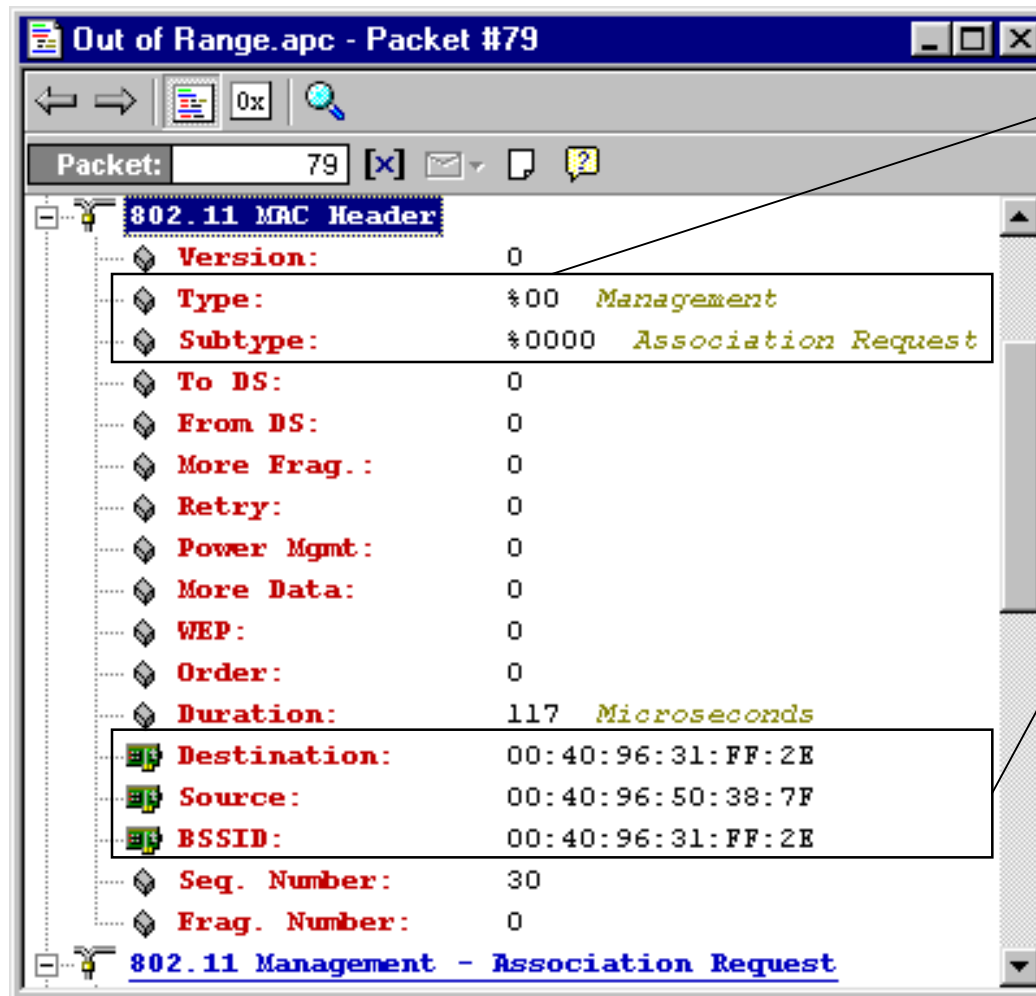 Out of Range.apc - Packet #79
0x
Packet: 79 [x] ?
802.11 MAC Header
Version: 0
Type: %00 Management
Subtype: %0000 Association Request
To DS: 0
From DS: 0
More Frag.: 0
Retry: 0
Power Mgmt: 0
More Data: 0
WEP: 0
Order: 0
Duration: 117 Microseconds
Destination: 00:40:96:31:FF:2E
Source: 00:40:96:50:38:7F
BSSID: 00:40:96:31:FF:2E
Seq. Number: 30
Frag. Number: 0
802.11 Management - Association Request